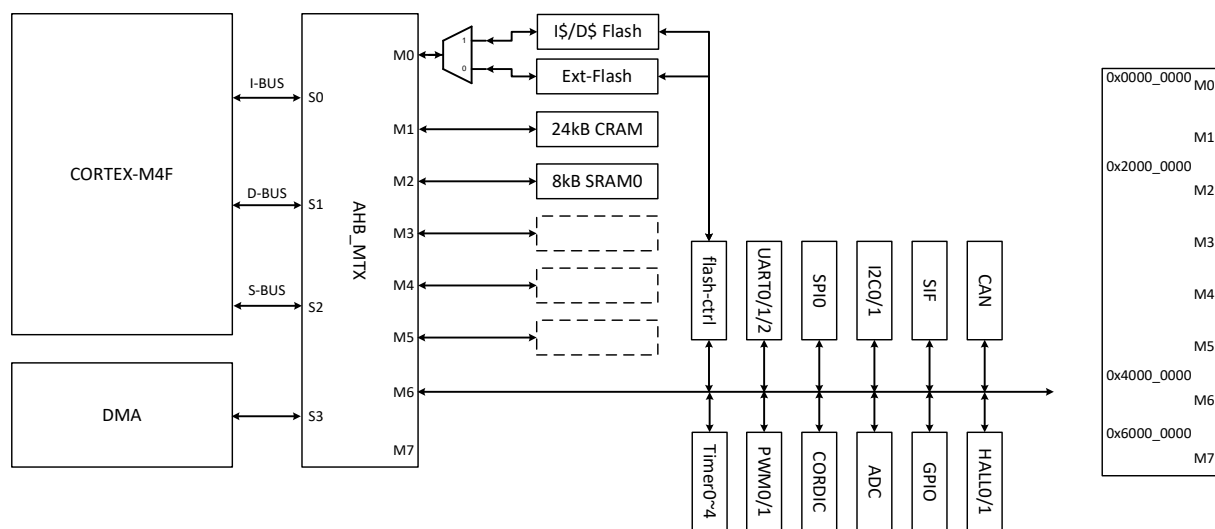 CORTEX-M4F
DMA
I-BUS
D-BUS
S-BUS
S0
S1
S2
S3
AHB_MTX
M0
M1
M2
M3
M4
M5
M6
M7
1
0
I$/D$ Flash
Ext-Flash
24kB CRAM
8kB SRAM0
flash-ctrl
UART0/1/2
SPI0
I2C0/1
SIF
CAN
Timer0~4
PWM0/1
CORDIC
ADC
GPIO
HALL0/1
0x0000_0000
M0
M1
0x2000_0000
M2
M3
M4
M5
0x4000_0000
M6
0x6000_0000
M7